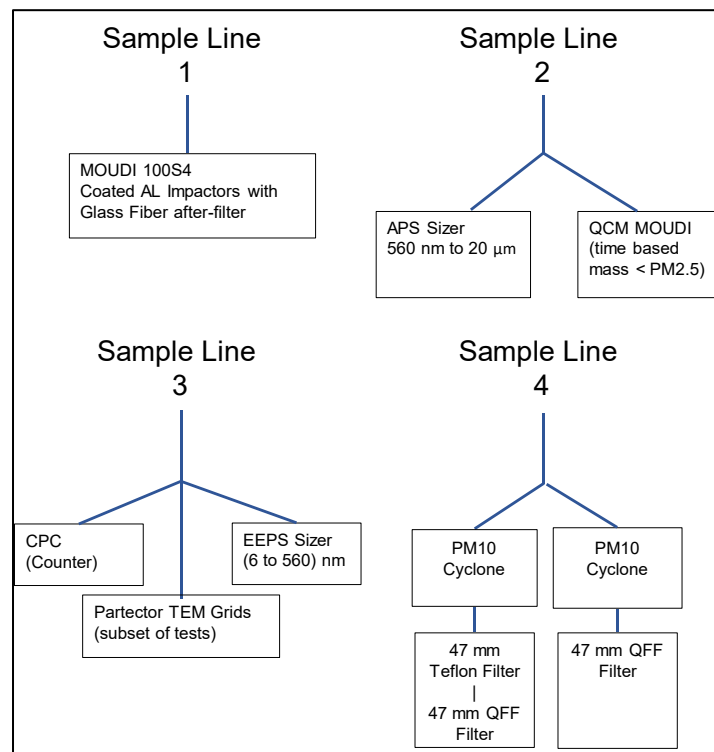 Sample Line
1
MOUDI 100S4
Coated AL Impactors with
Glass Fiber after-filter
Sample Line
2
APS Sizer
560 nm to 20 μm
QCM MOUDI
(time based
mass < PM2.5)
Sample Line
3
CPC
(Counter)
Partector TEM Grids
(subset of tests)
EEPS Sizer
(6 to 560) nm
Sample Line
4
PM10
Cyclone
47 mm
Teflon Filter
|
47 mm QFF
Filter
PM10
Cyclone
47 mm QFF
Filter